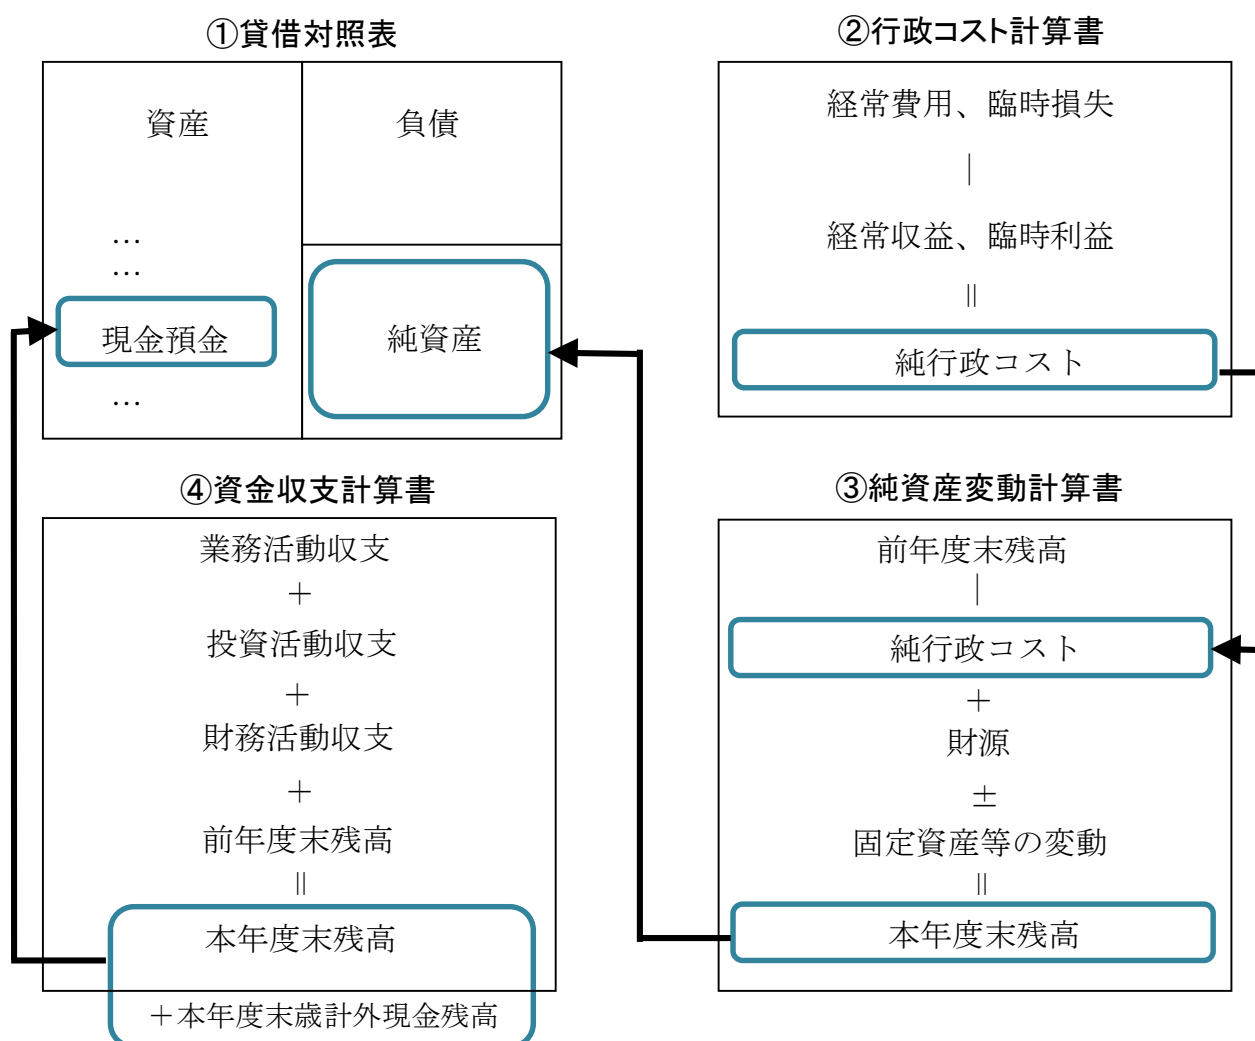 ①貸借対照表
資産
負債
…
…
現金預金
純資産
…
②行政コスト計算書
経常費用、臨時損失
|
経常収益、臨時利益
||
純行政コスト
④資金収支計算書
業務活動収支
＋
投資活動収支
＋
財務活動収支
＋
前年度末残高
||
本年度末残高
＋本年度末歳計外現金残高
③純資産変動計算書
前年度末残高
|
純行政コスト
＋
財源
±
固定資産等の変動
||
本年度末残高